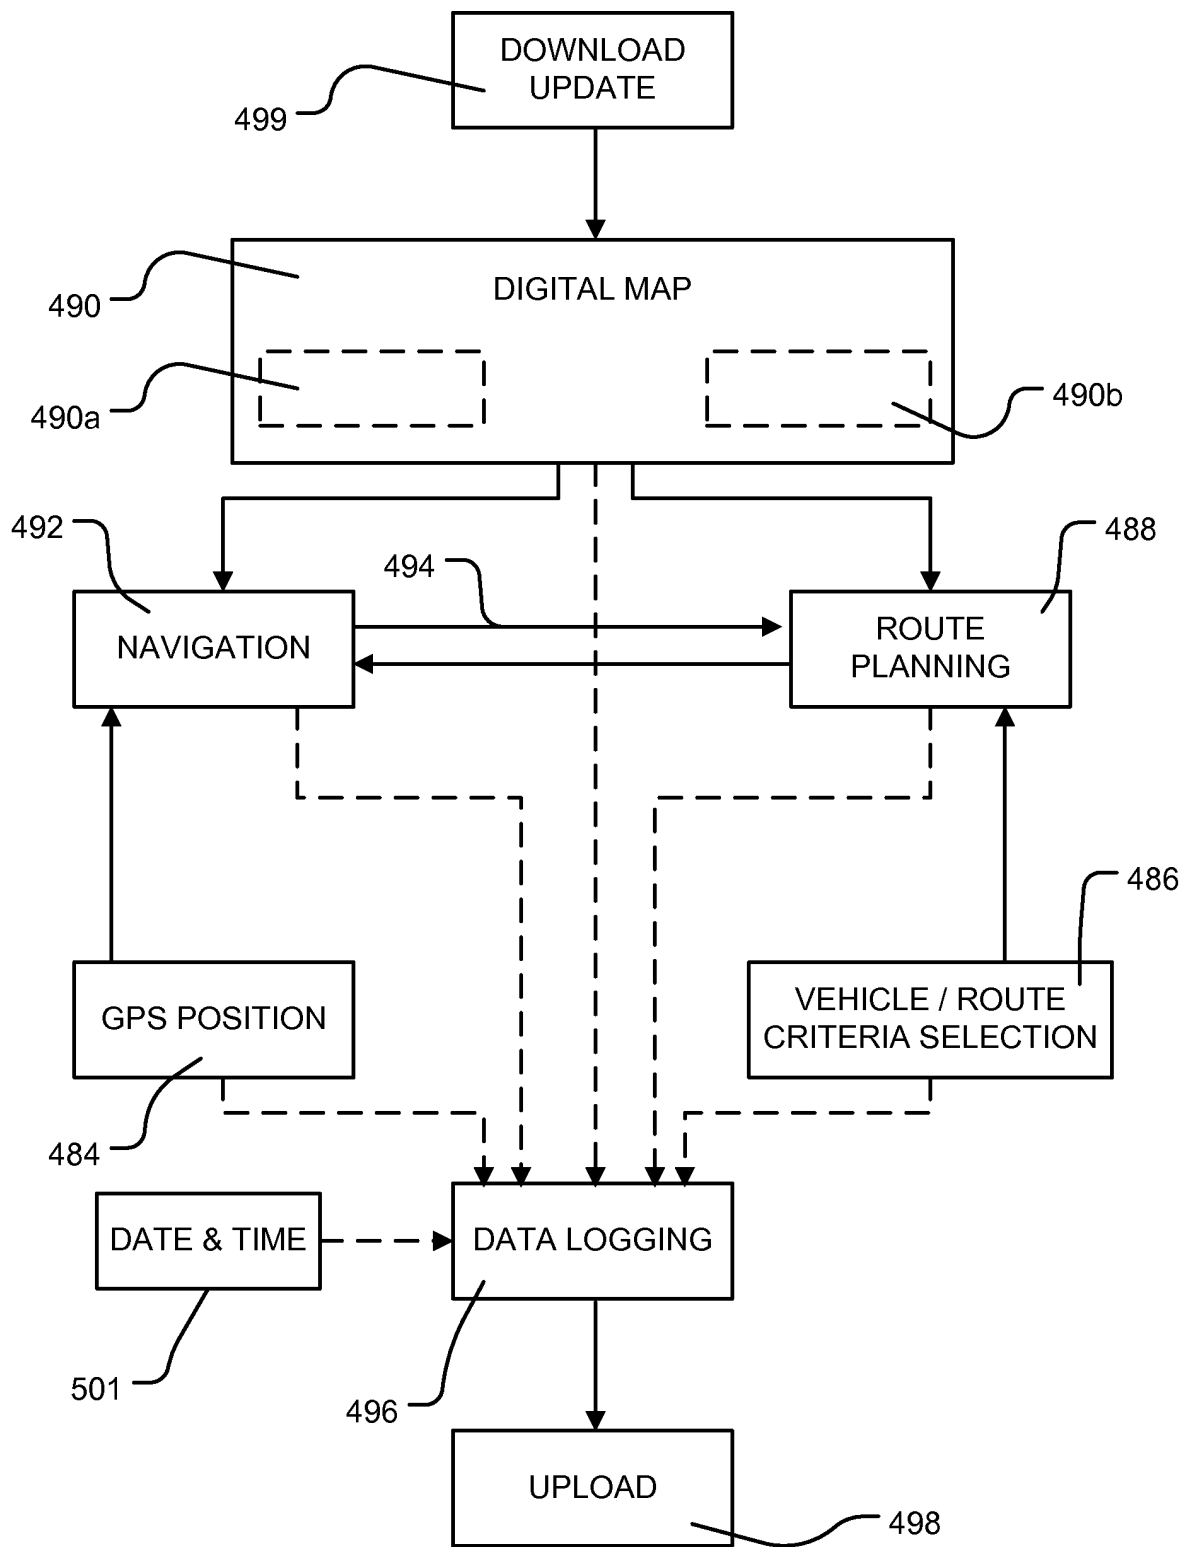 DOWNLOAD
UPDATE
499
DIGITAL MAP
490
490a
490b
492
494
488
NAVIGATION
ROUTE
PLANNING
486
GPS POSITION
VEHICLE / ROUTE
CRITERIA SELECTION
484
DATE & TIME
DATA LOGGING
501
496
UPLOAD
498